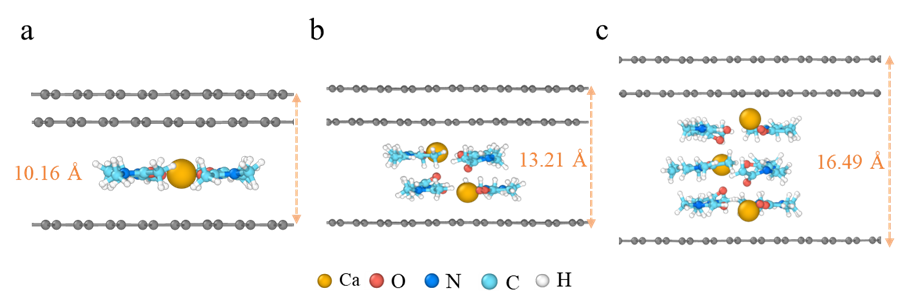 a
b
c
10.16 Å
13.21 Å
16.49 Å
Ca O N C H